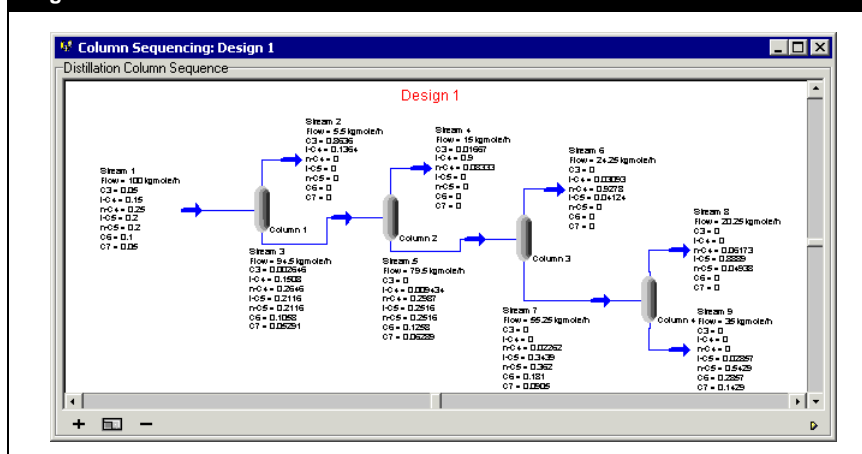 Column Sequencing: Design 1
Distillation Column Sequence
Design 1
Stream 1
Flow = 100 kgmole/h
C3 = 0.05
i-C4 = 0.15
n-C4 = 0.25
i-C5 = 0.2
n-C5 = 0.2
C6 = 0.1
C7 = 0.05
Stream 2
Flow = 5.5 kgmole/h
C3 = 0.8636
i-C4 = 0.1364
n-C4 = 0
i-C5 = 0
n-C5 = 0
C6 = 0
C7 = 0
Column 1
Stream 3
Flow = 94.5 kgmole/h
C3 = 0.002646
i-C4 = 0.1508
n-C4 = 0.2646
i-C5 = 0.2116
n-C5 = 0.2116
C6 = 0.1058
C7 = 0.05291
Stream 4
Flow = 15 kgmole/h
C3 = 0.01667
i-C4 = 0.9
n-C4 = 0.08333
i-C5 = 0
n-C5 = 0
C6 = 0
C7 = 0
Column 2
Stream 5
Flow = 79.5 kgmole/h
C3 = 0
i-C4 = 0.009434
n-C4 = 0.2987
i-C5 = 0.2516
n-C5 = 0.2516
C6 = 0.1258
C7 = 0.06289
Stream 6
Flow = 24.25 kgmole/h
C3 = 0
i-C4 = 0.03093
n-C4 = 0.9278
i-C5 = 0.04124
n-C5 = 0
C6 = 0
C7 = 0
Column 3
Stream 7
Flow = 55.25 kgmole/h
C3 = 0
i-C4 = 0
n-C4 = 0.02262
i-C5 = 0.3439
n-C5 = 0.362
C6 = 0.181
C7 = 0.0905
Stream 8
Flow = 20.25 kgmole/h
C3 = 0
i-C4 = 0
n-C4 = 0.06173
i-C5 = 0.8889
n-C5 = 0.04938
C6 = 0
C7 = 0
Column 4
Stream 9
Flow = 35 kgmole/h
C3 = 0
i-C4 = 0
n-C4 = 0
i-C5 = 0.02857
n-C5 = 0.5429
C6 = 0.2857
C7 = 0.1429